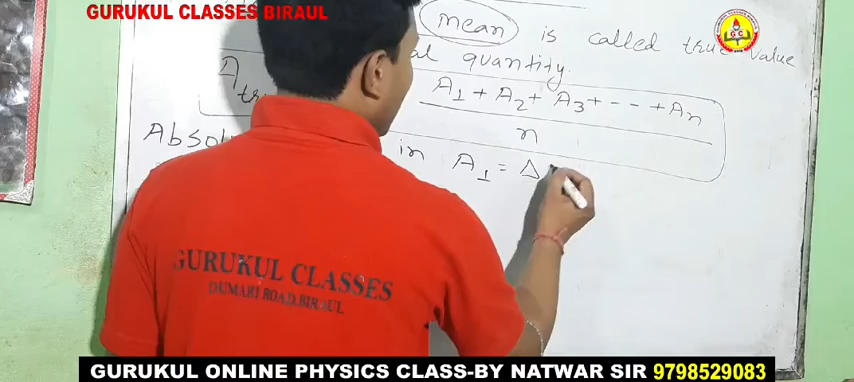 GURUKUL CLASSES BIRAUL
mean is called true value
quantity.
A₁ + A₂ + A₃ + - - + Aₙ
n
in A₁ = Δ
GURUKUL CLASSES
DUMARI ROAD, BIRAUL
GURUKUL ONLINE PHYSICS CLASS-BY NATWAR SIR 9798529083